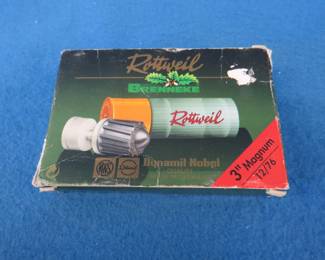 Rottweil
BRENNEKE
Rottweil
Dynamit Nobel
3" Magnum
12/76